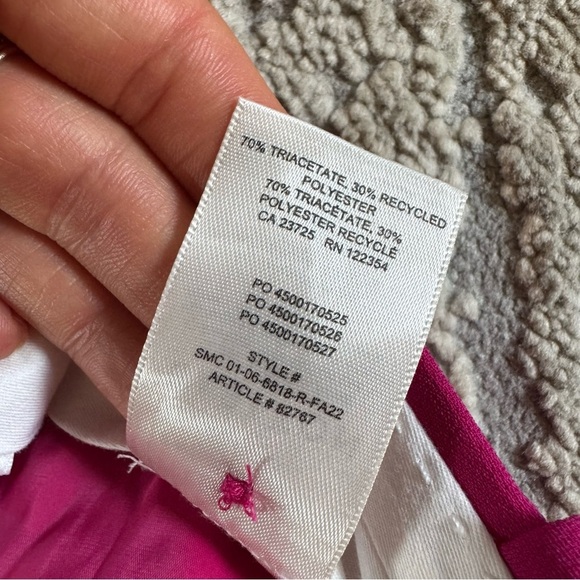 70% TRIACETATE, 30% RECYCLED
POLYESTER
70% TRIACETATE, 30%
POLYESTER RECYCLÉ
CA 23725 RN 122354
PO 4500170525
PO 4500170526
PO 4500170527
STYLE #
SMC 01-06-6818-R-FA22
ARTICLE # 82767